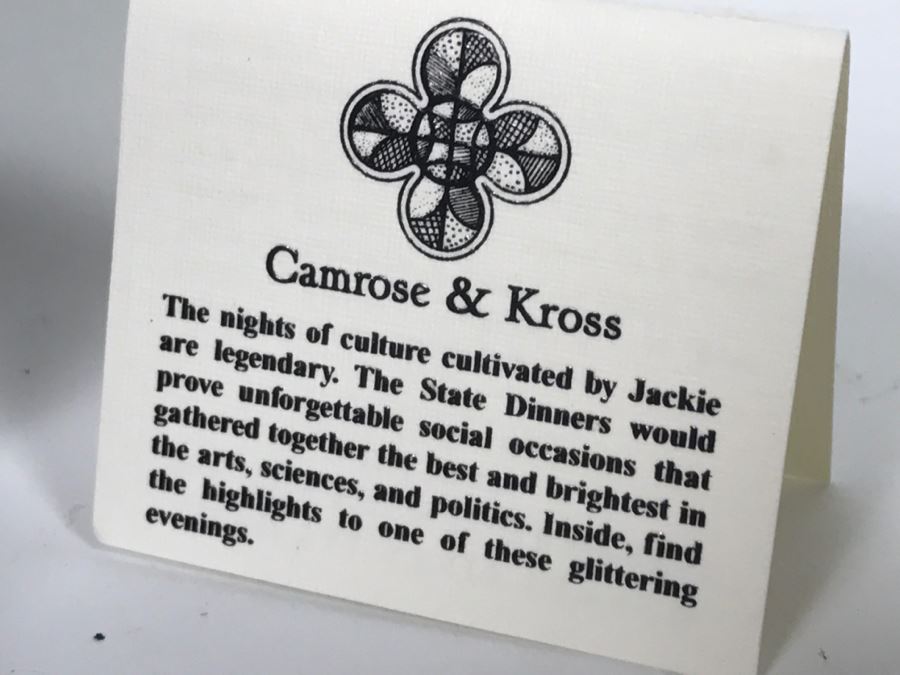 Camrose & Kross
The nights of culture cultivated by Jackie
are legendary. The State Dinners would
prove unforgettable social occasions that
gathered together the best and brightest in
the arts, sciences, and politics. Inside, find
the highlights to one of these glittering
evenings.